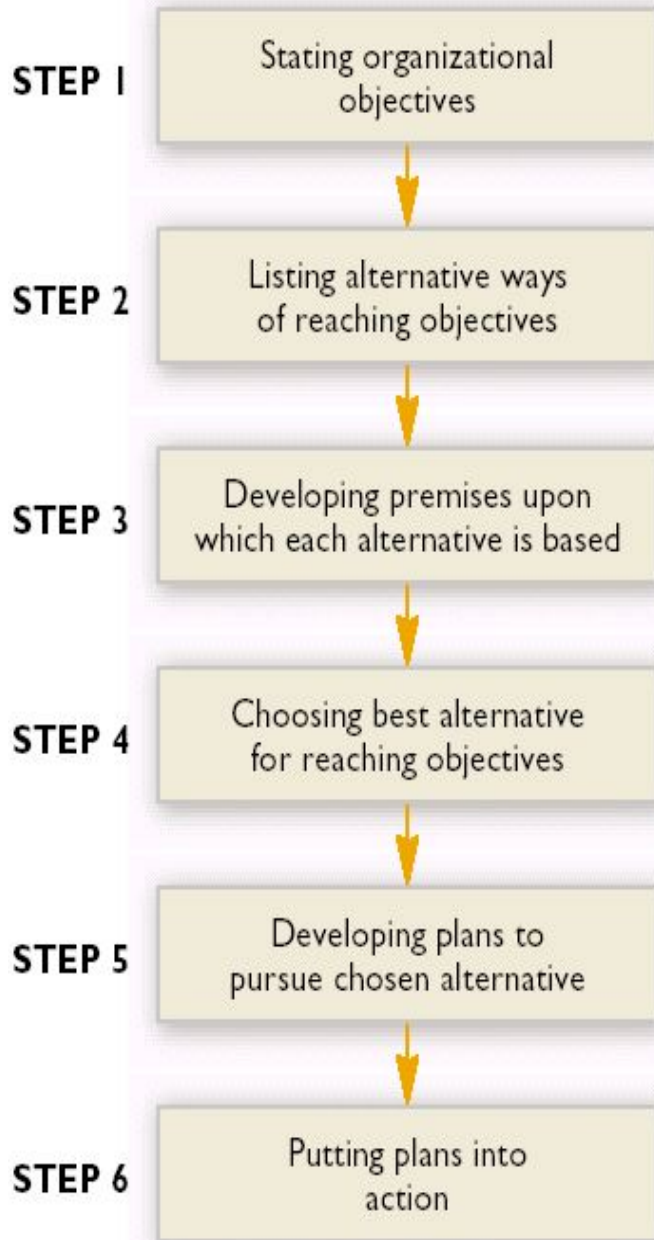 STEP 1
Stating organizational
objectives
STEP 2
Listing alternative ways
of reaching objectives
STEP 3
Developing premises upon
which each alternative is based
STEP 4
Choosing best alternative
for reaching objectives
STEP 5
Developing plans to
pursue chosen alternative
STEP 6
Putting plans into
action